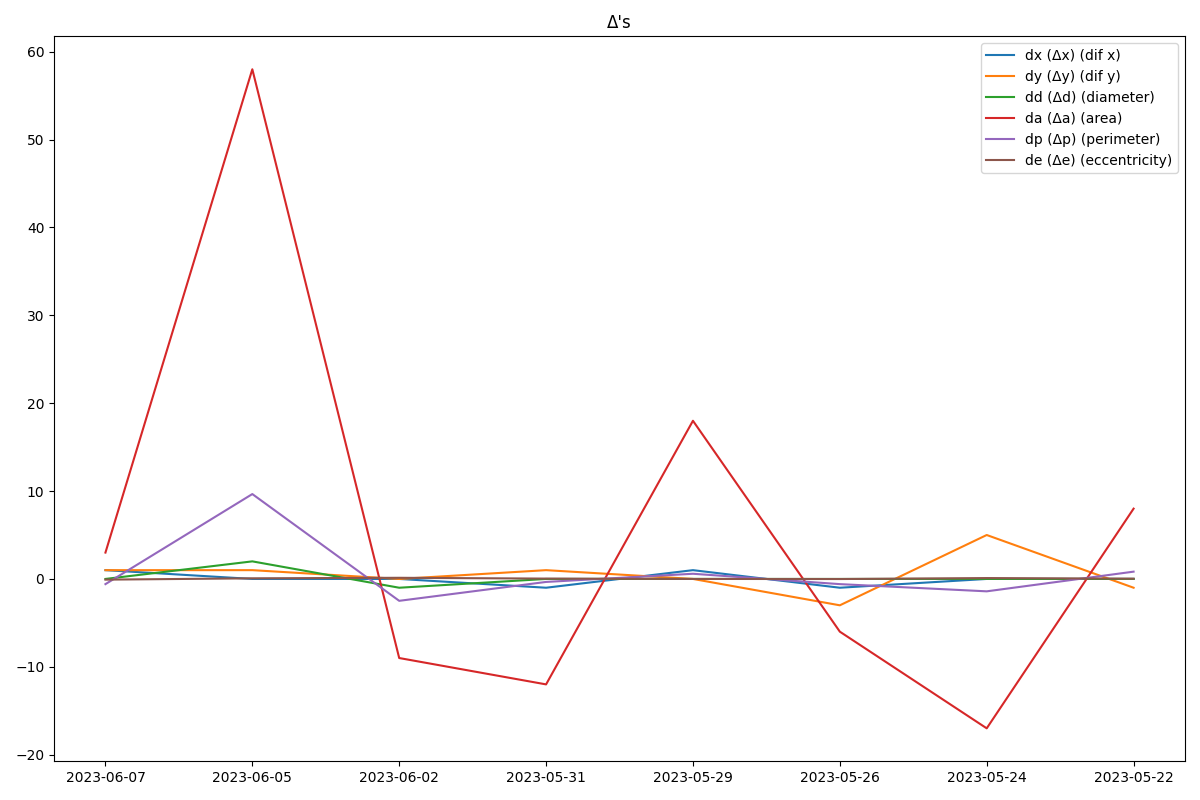 Δ's
dx (Δx) (dif x)
dy (Δy) (dif y)
dd (Δd) (diameter)
da (Δa) (area)
dp (Δp) (perimeter)
de (Δe) (eccentricity)
60
50
40
30
20
10
0
−10
−20
2023-06-07 2023-06-05 2023-06-02 2023-05-31 2023-05-29 2023-05-26 2023-05-24 2023-05-22